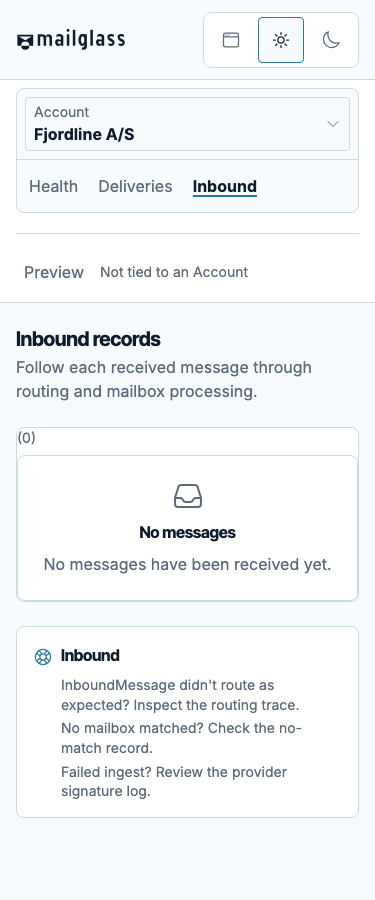 mailglass
Account
Fjordline A/S
Health Deliveries Inbound
Preview Not tied to an Account
Inbound records
Follow each received message through
routing and mailbox processing.
(0)
No messages
No messages have been received yet.
Inbound
InboundMessage didn't route as
expected? Inspect the routing trace.
No mailbox matched? Check the no-
match record.
Failed ingest? Review the provider
signature log.